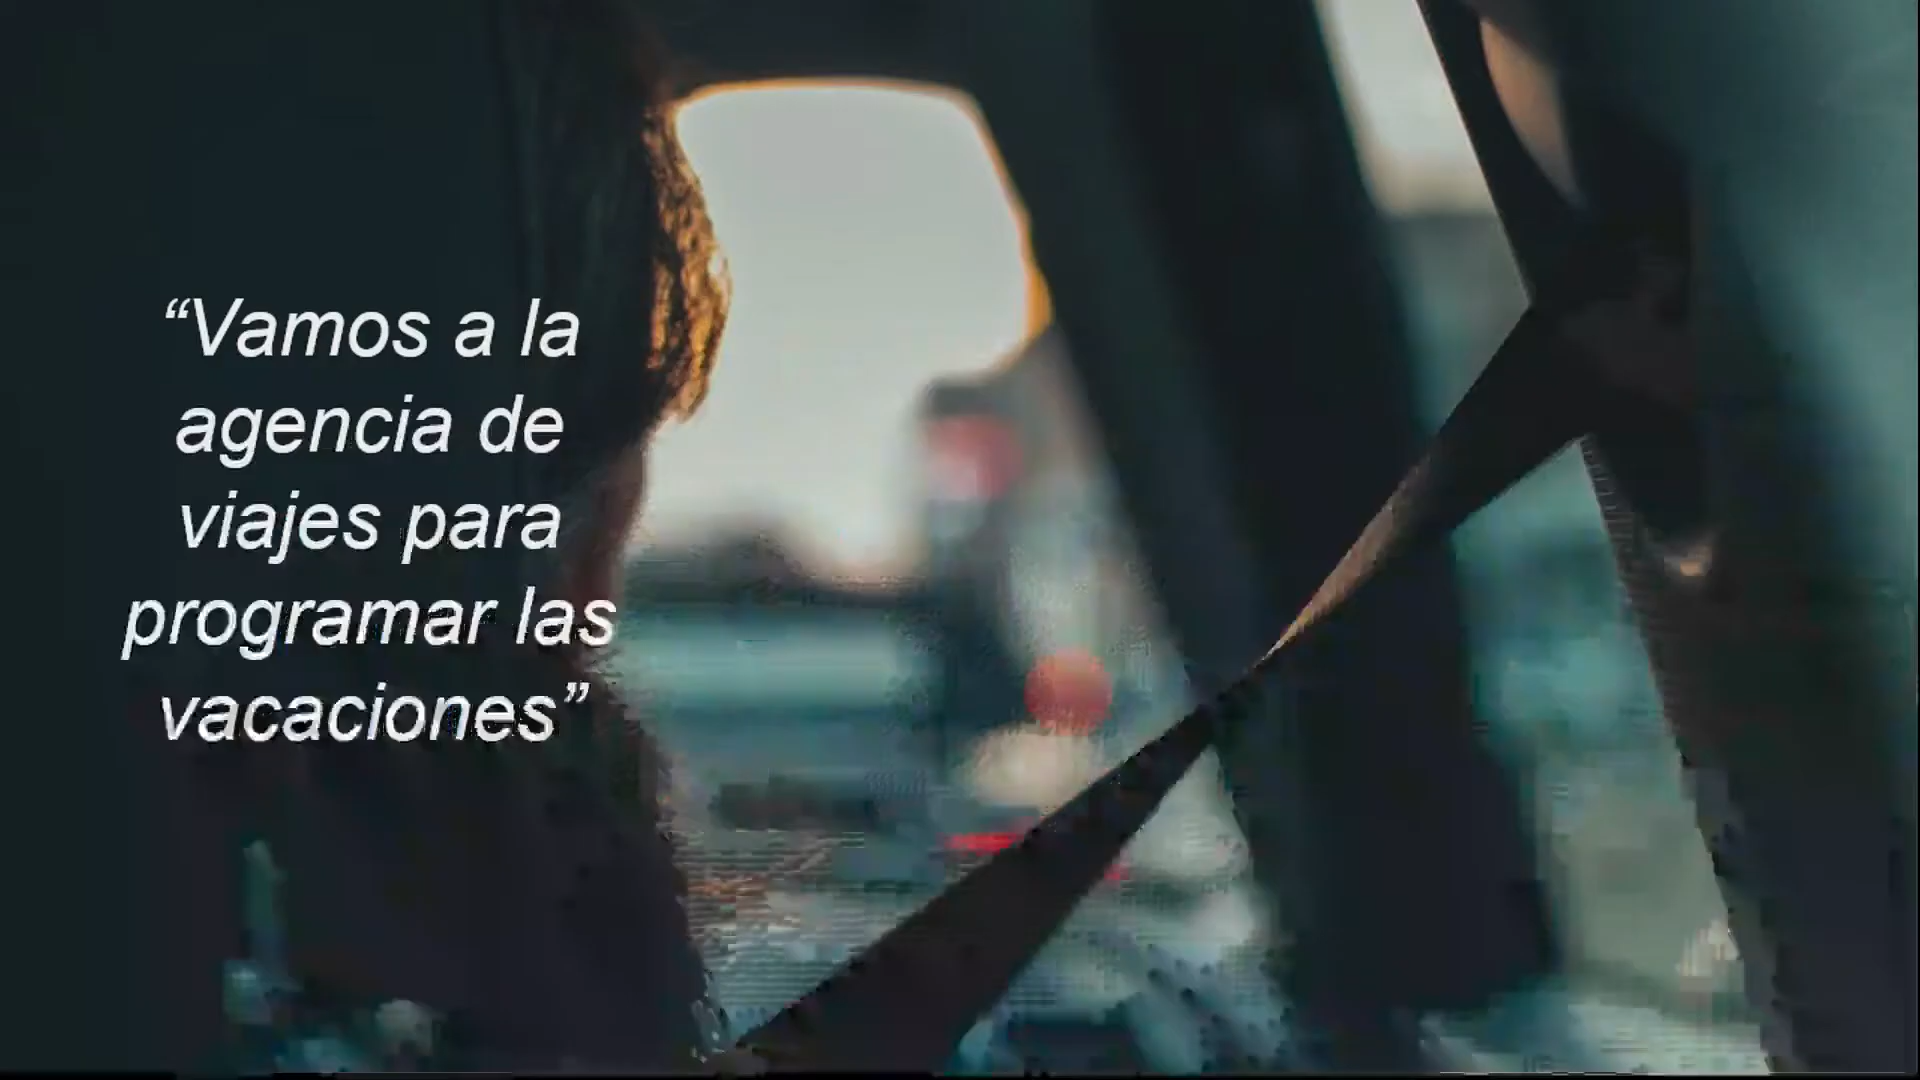 “Vamos a la
agencia de
viajes para
programar las
vacaciones”